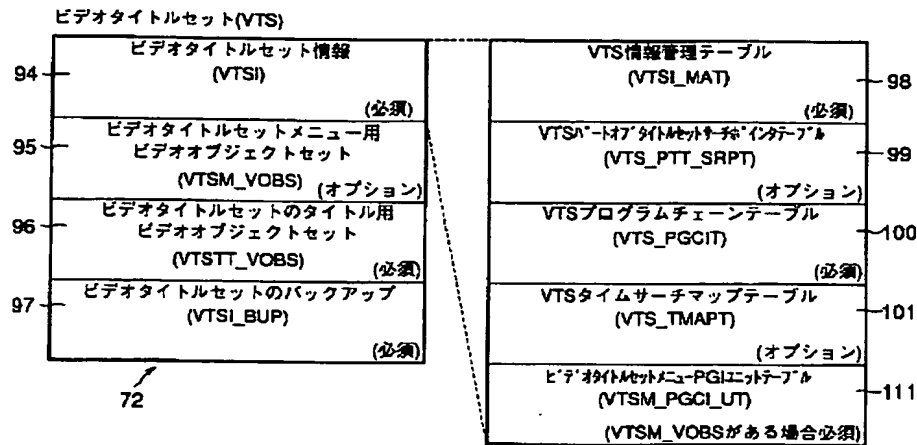 ビデオタイトルセット(VTS)
94
ビデオタイトルセット情報
(VTSI)
(必須)
95
ビデオタイトルセットメニュー用
ビデオオブジェクトセット
(VTSM_VOBS)
(オプション)
96
ビデオタイトルセットのタイトル用
ビデオオブジェクトセット
(VTSTT_VOBS)
(必須)
97
ビデオタイトルセットのバックアップ
(VTSI_BUP)
(必須)
72
VTS情報管理テーブル
(VTSI_MAT)
(必須)
98
VTSパートオブタイトルセットサーチポインタテーブル
(VTS_PTT_SRPT)
(オプション)
99
VTSプログラムチェーンテーブル
(VTS_PGCIT)
(必須)
100
VTSタイムサーチマップテーブル
(VTS_TMAPT)
(オプション)
101
ビデオタイトルセットメニューPGIユニットテーブル
(VTSM_PGCI_UT)
(VTSM_VOBSがある場合必須)
111